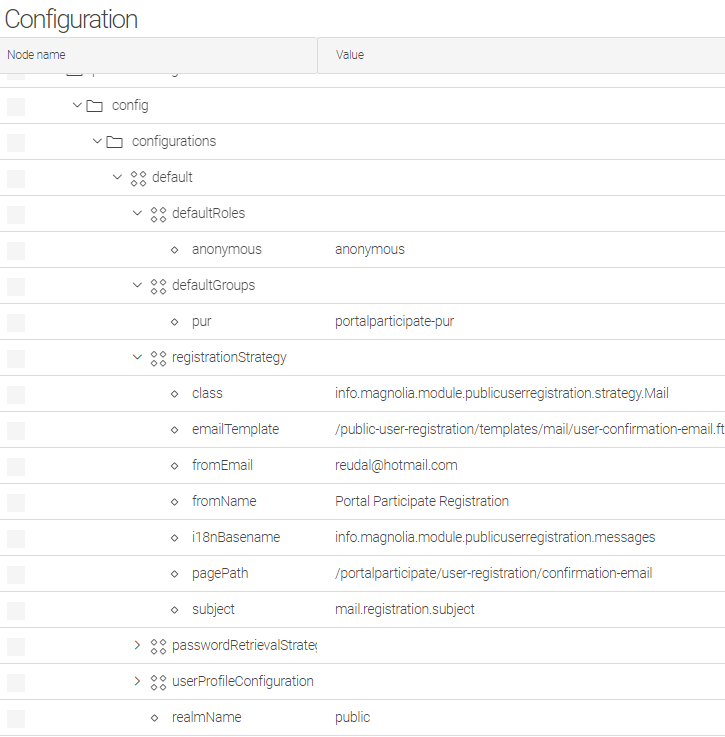 Configuration
Node name Value
config
configurations
default
defaultRoles
anonymous anonymous
defaultGroups
pur portalparticipate-pur
registrationStrategy
class info.magnolia.module.publicuserregistration.strategy.Mail
emailTemplate /public-user-registration/templates/mail/user-confirmation-email.ft
fromEmail reudal@hotmail.com
fromName Portal Participate Registration
i18nBasename info.magnolia.module.publicuserregistration.messages
pagePath /portalparticipate/user-registration/confirmation-email
subject mail.registration.subject
passwordRetrievalStrateg
userProfileConfiguration
realmName public